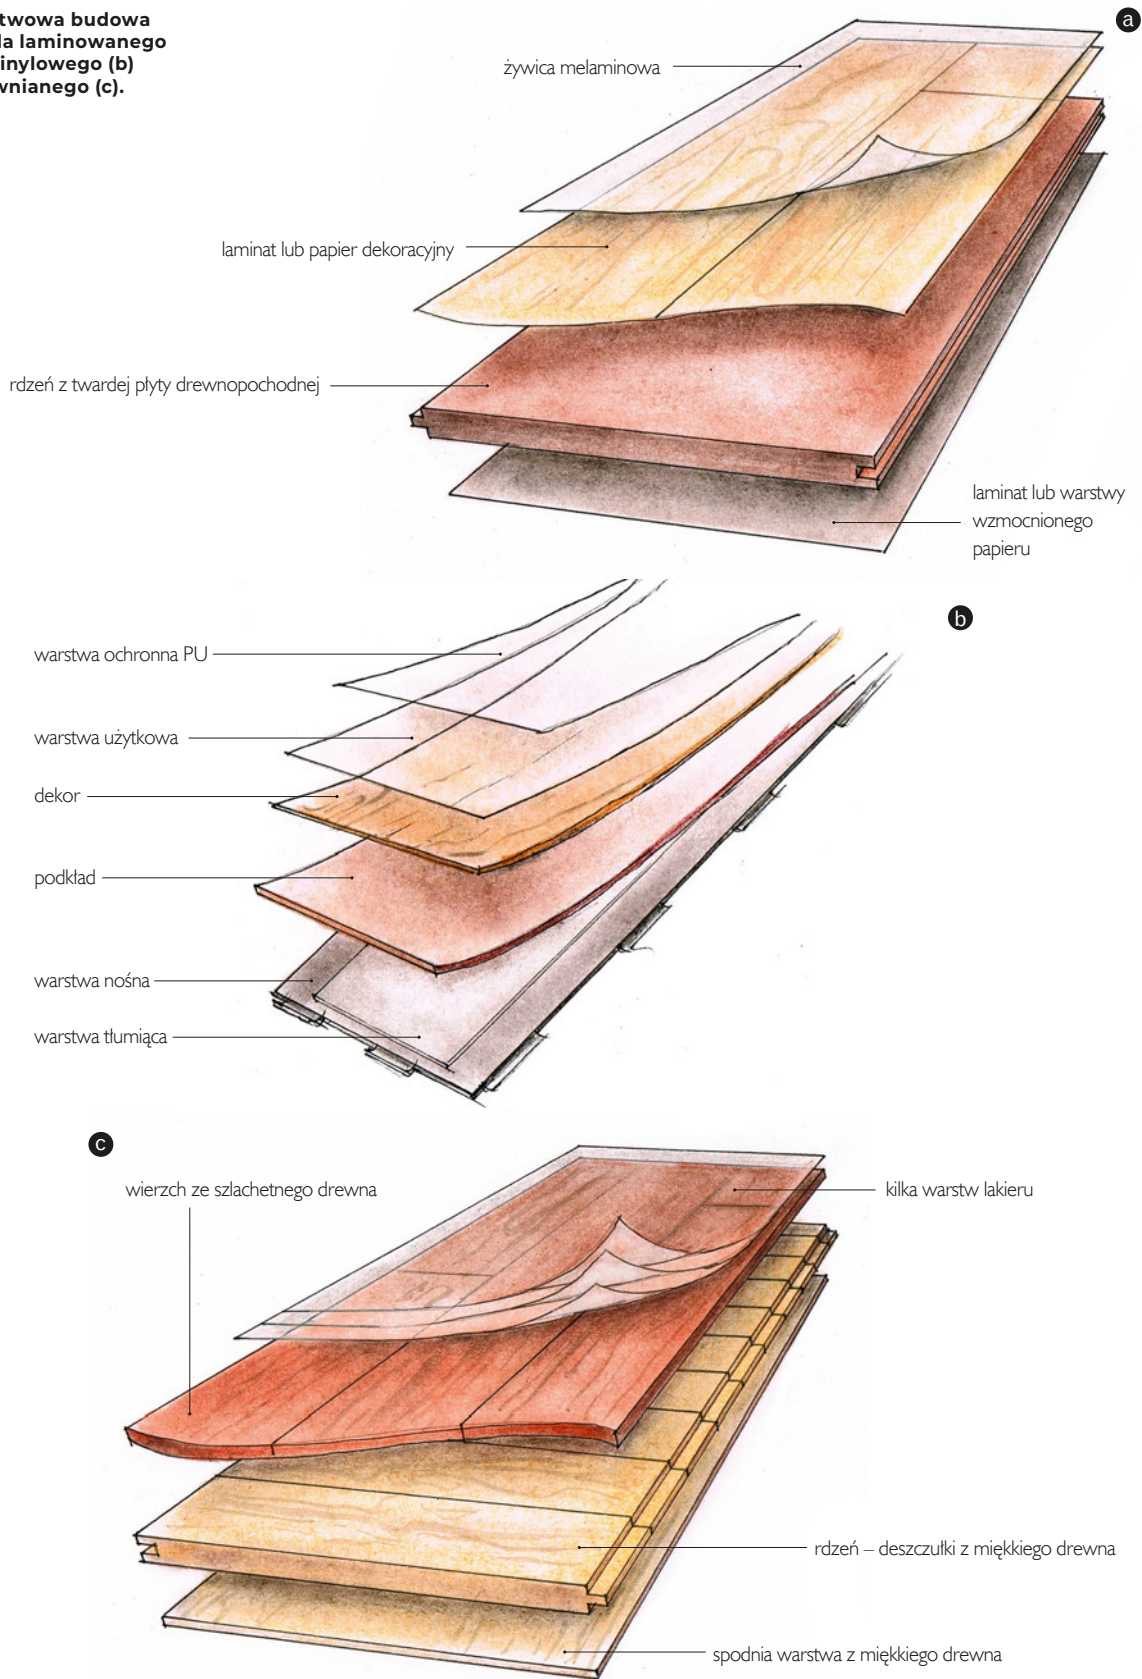 twowa budowa
la laminowanego
inylowego (b)
wnianego (c).
a
żywica melaminowa
laminat lub papier dekoracyjny
rdzeń z twardej płyty drewnopochodnej
laminat lub warstwy
wzmocnionego
papieru
b
warstwa ochronna PU
warstwa użytkowa
dekor
podkład
warstwa nośna
warstwa tłumiąca
c
wierzch ze szlachetnego drewna
kilka warstw lakieru
rdzeń – deszczułki z miękkiego drewna
spodnia warstwa z miękkiego drewna